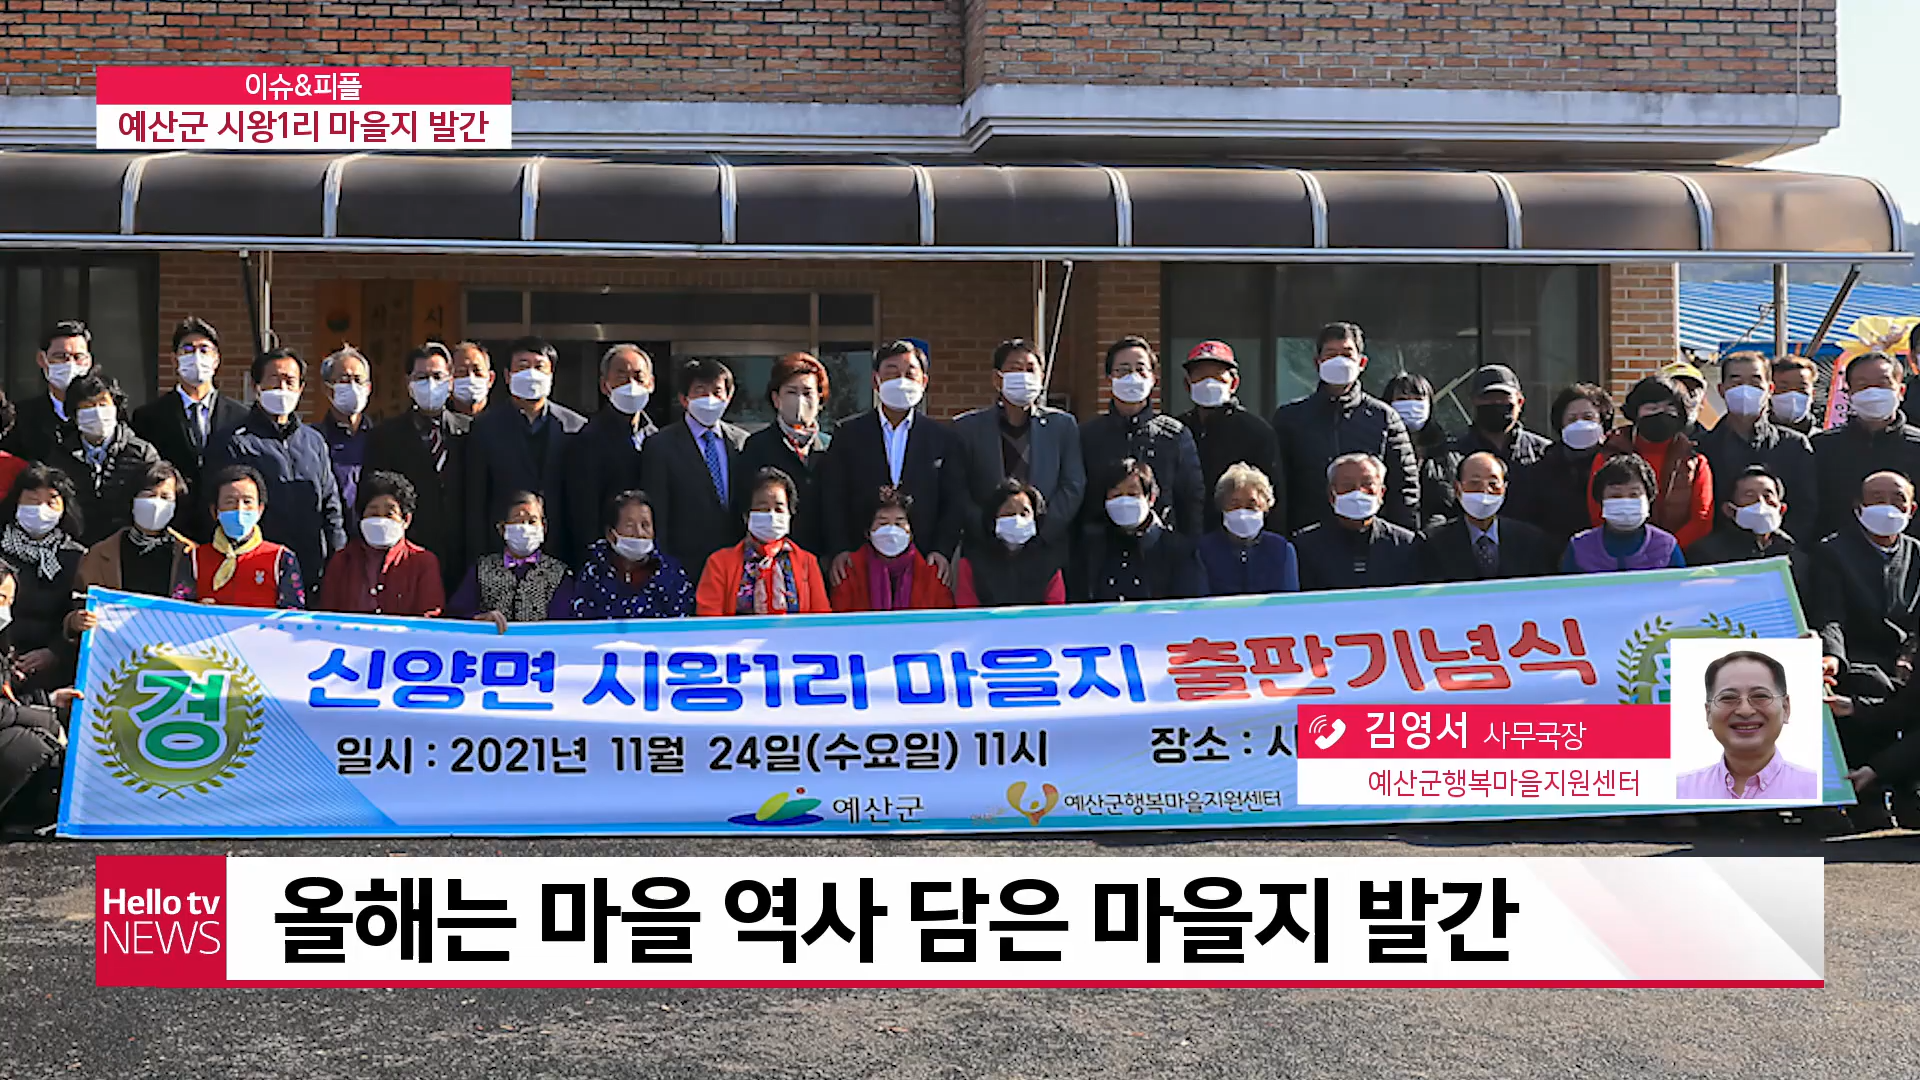 이슈&피플
예산군 시왕1리 마을지 발간
경
신양면 시왕1리 마을지 출판기념식
일시 : 2021년 11월 24일(수요일) 11시
장소 : 시
예산군
예산군행복마을지원센터
김영서 사무국장
예산군행복마을지원센터
Hello tv
NEWS
올해는 마을 역사 담은 마을지 발간